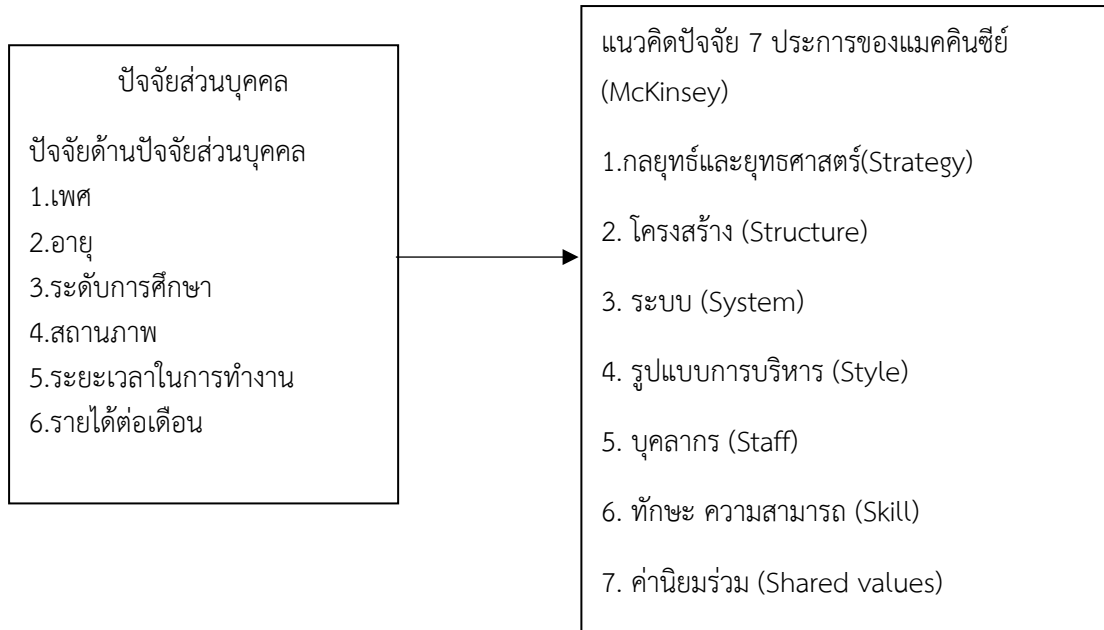 ปัจจัยส่วนบุคคล
ปัจจัยด้านปัจจัยส่วนบุคคล
1.เพศ
2.อายุ
3.ระดับการศึกษา
4.สถานภาพ
5.ระยะเวลาในการทำงาน
6.รายได้ต่อเดือน
แนวคิดปัจจัย 7 ประการของแมคคินซีย์
(McKinsey)
1.กลยุทธ์และยุทธศาสตร์(Strategy)
2. โครงสร้าง (Structure)
3. ระบบ (System)
4. รูปแบบการบริหาร (Style)
5. บุคลากร (Staff)
6. ทักษะ ความสามารถ (Skill)
7. ค่านิยมร่วม (Shared values)